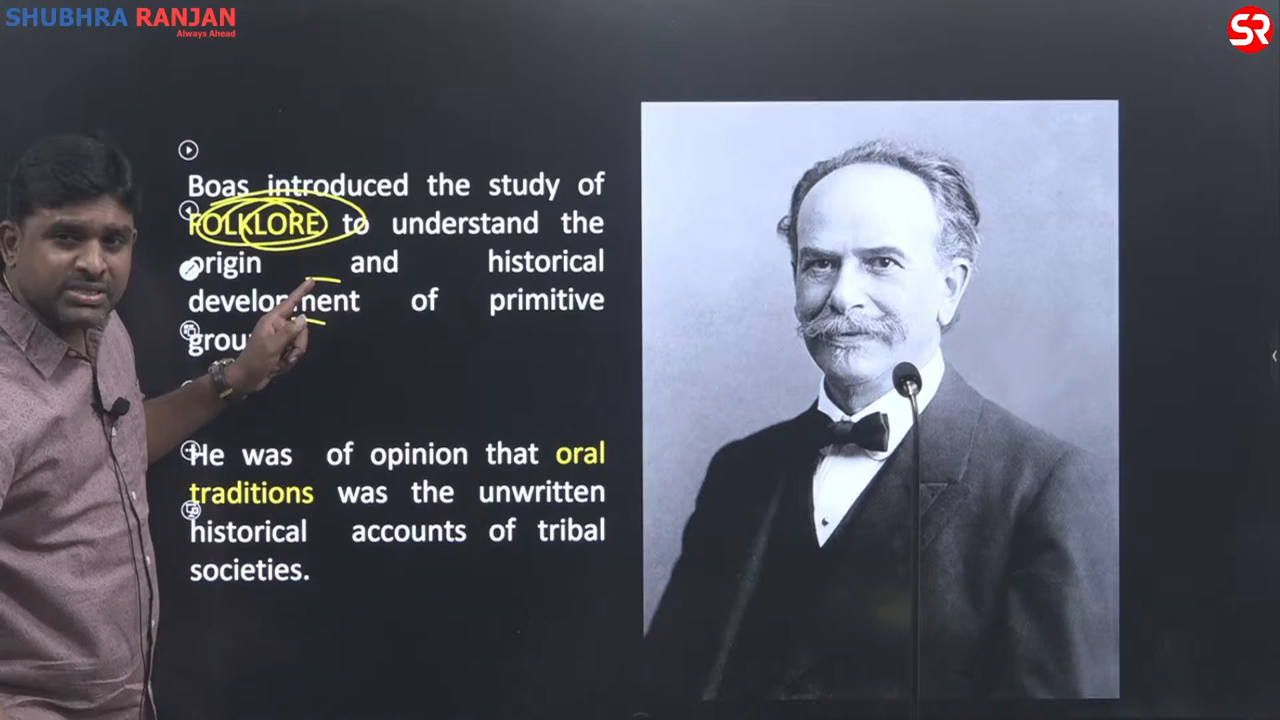 SHUBHRA RANJAN
Always Ahead
SR
Boas introduced the study of
FOLKLORE to understand the
origin and historical
development of primitive
He was of opinion that oral
traditions was the unwritten
historical accounts of tribal
societies.